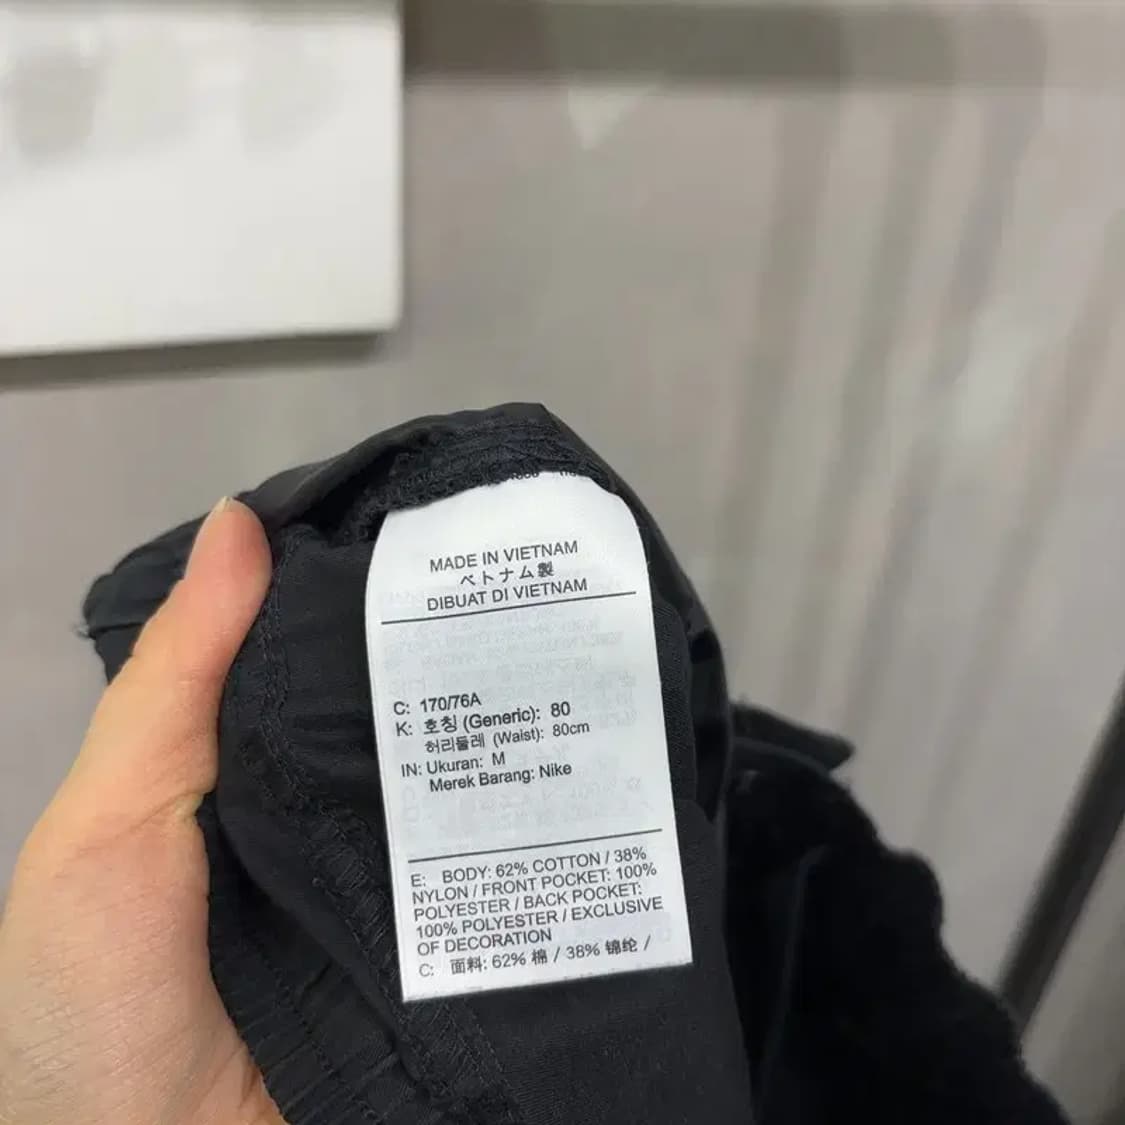 MADE IN VIETNAM
ベトナム製
DIBUAT DI VIETNAM
C: 170/76A
K: 호칭 (Generic): 80
허리둘레 (Waist): 80cm
IN: Ukuran: M
Merek Barang: Nike
E: BODY: 62% COTTON / 38%
NYLON / FRONT POCKET: 100%
POLYESTER / BACK POCKET:
100% POLYESTER / EXCLUSIVE
OF DECORATION
C: 面料: 62% 棉 / 38% 锦纶 /